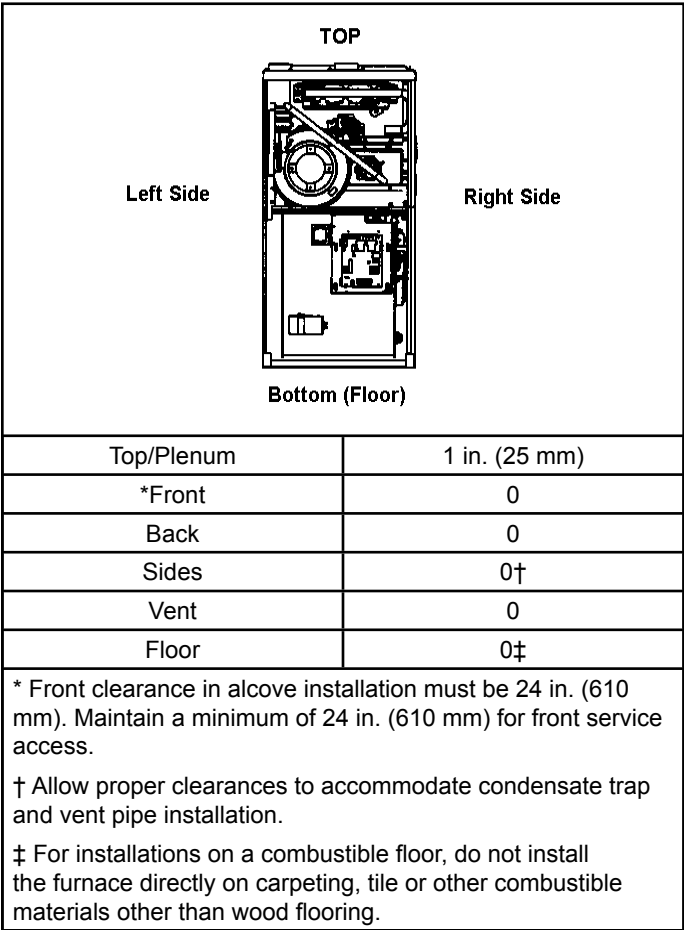 TOP
Left Side
Right Side
Bottom (Floor)
Top/Plenum 1 in. (25 mm)
*Front 0
Back 0
Sides 0†
Vent 0
Floor 0‡
* Front clearance in alcove installation must be 24 in. (610
mm). Maintain a minimum of 24 in. (610 mm) for front service
access.
† Allow proper clearances to accommodate condensate trap
and vent pipe installation.
‡ For installations on a combustible floor, do not install
the furnace directly on carpeting, tile or other combustible
materials other than wood flooring.